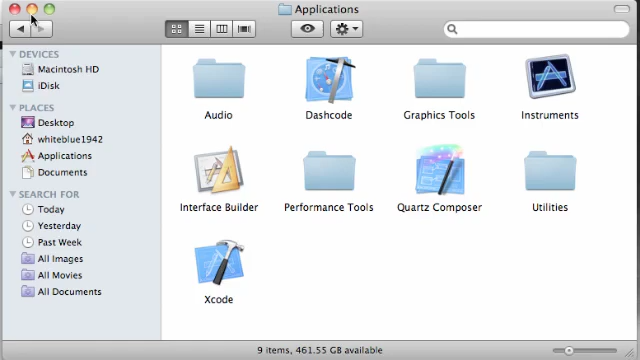 Applications
DEVICES
Macintosh HD
iDisk
PLACES
Desktop
whiteblue1942
Applications
Documents
SEARCH FOR
Today
Yesterday
Past Week
All Images
All Movies
All Documents
Audio
Dashcode
Graphics Tools
Instruments
Interface Builder
Performance Tools
Quartz Composer
Utilities
Xcode
9 items, 461.55 GB available